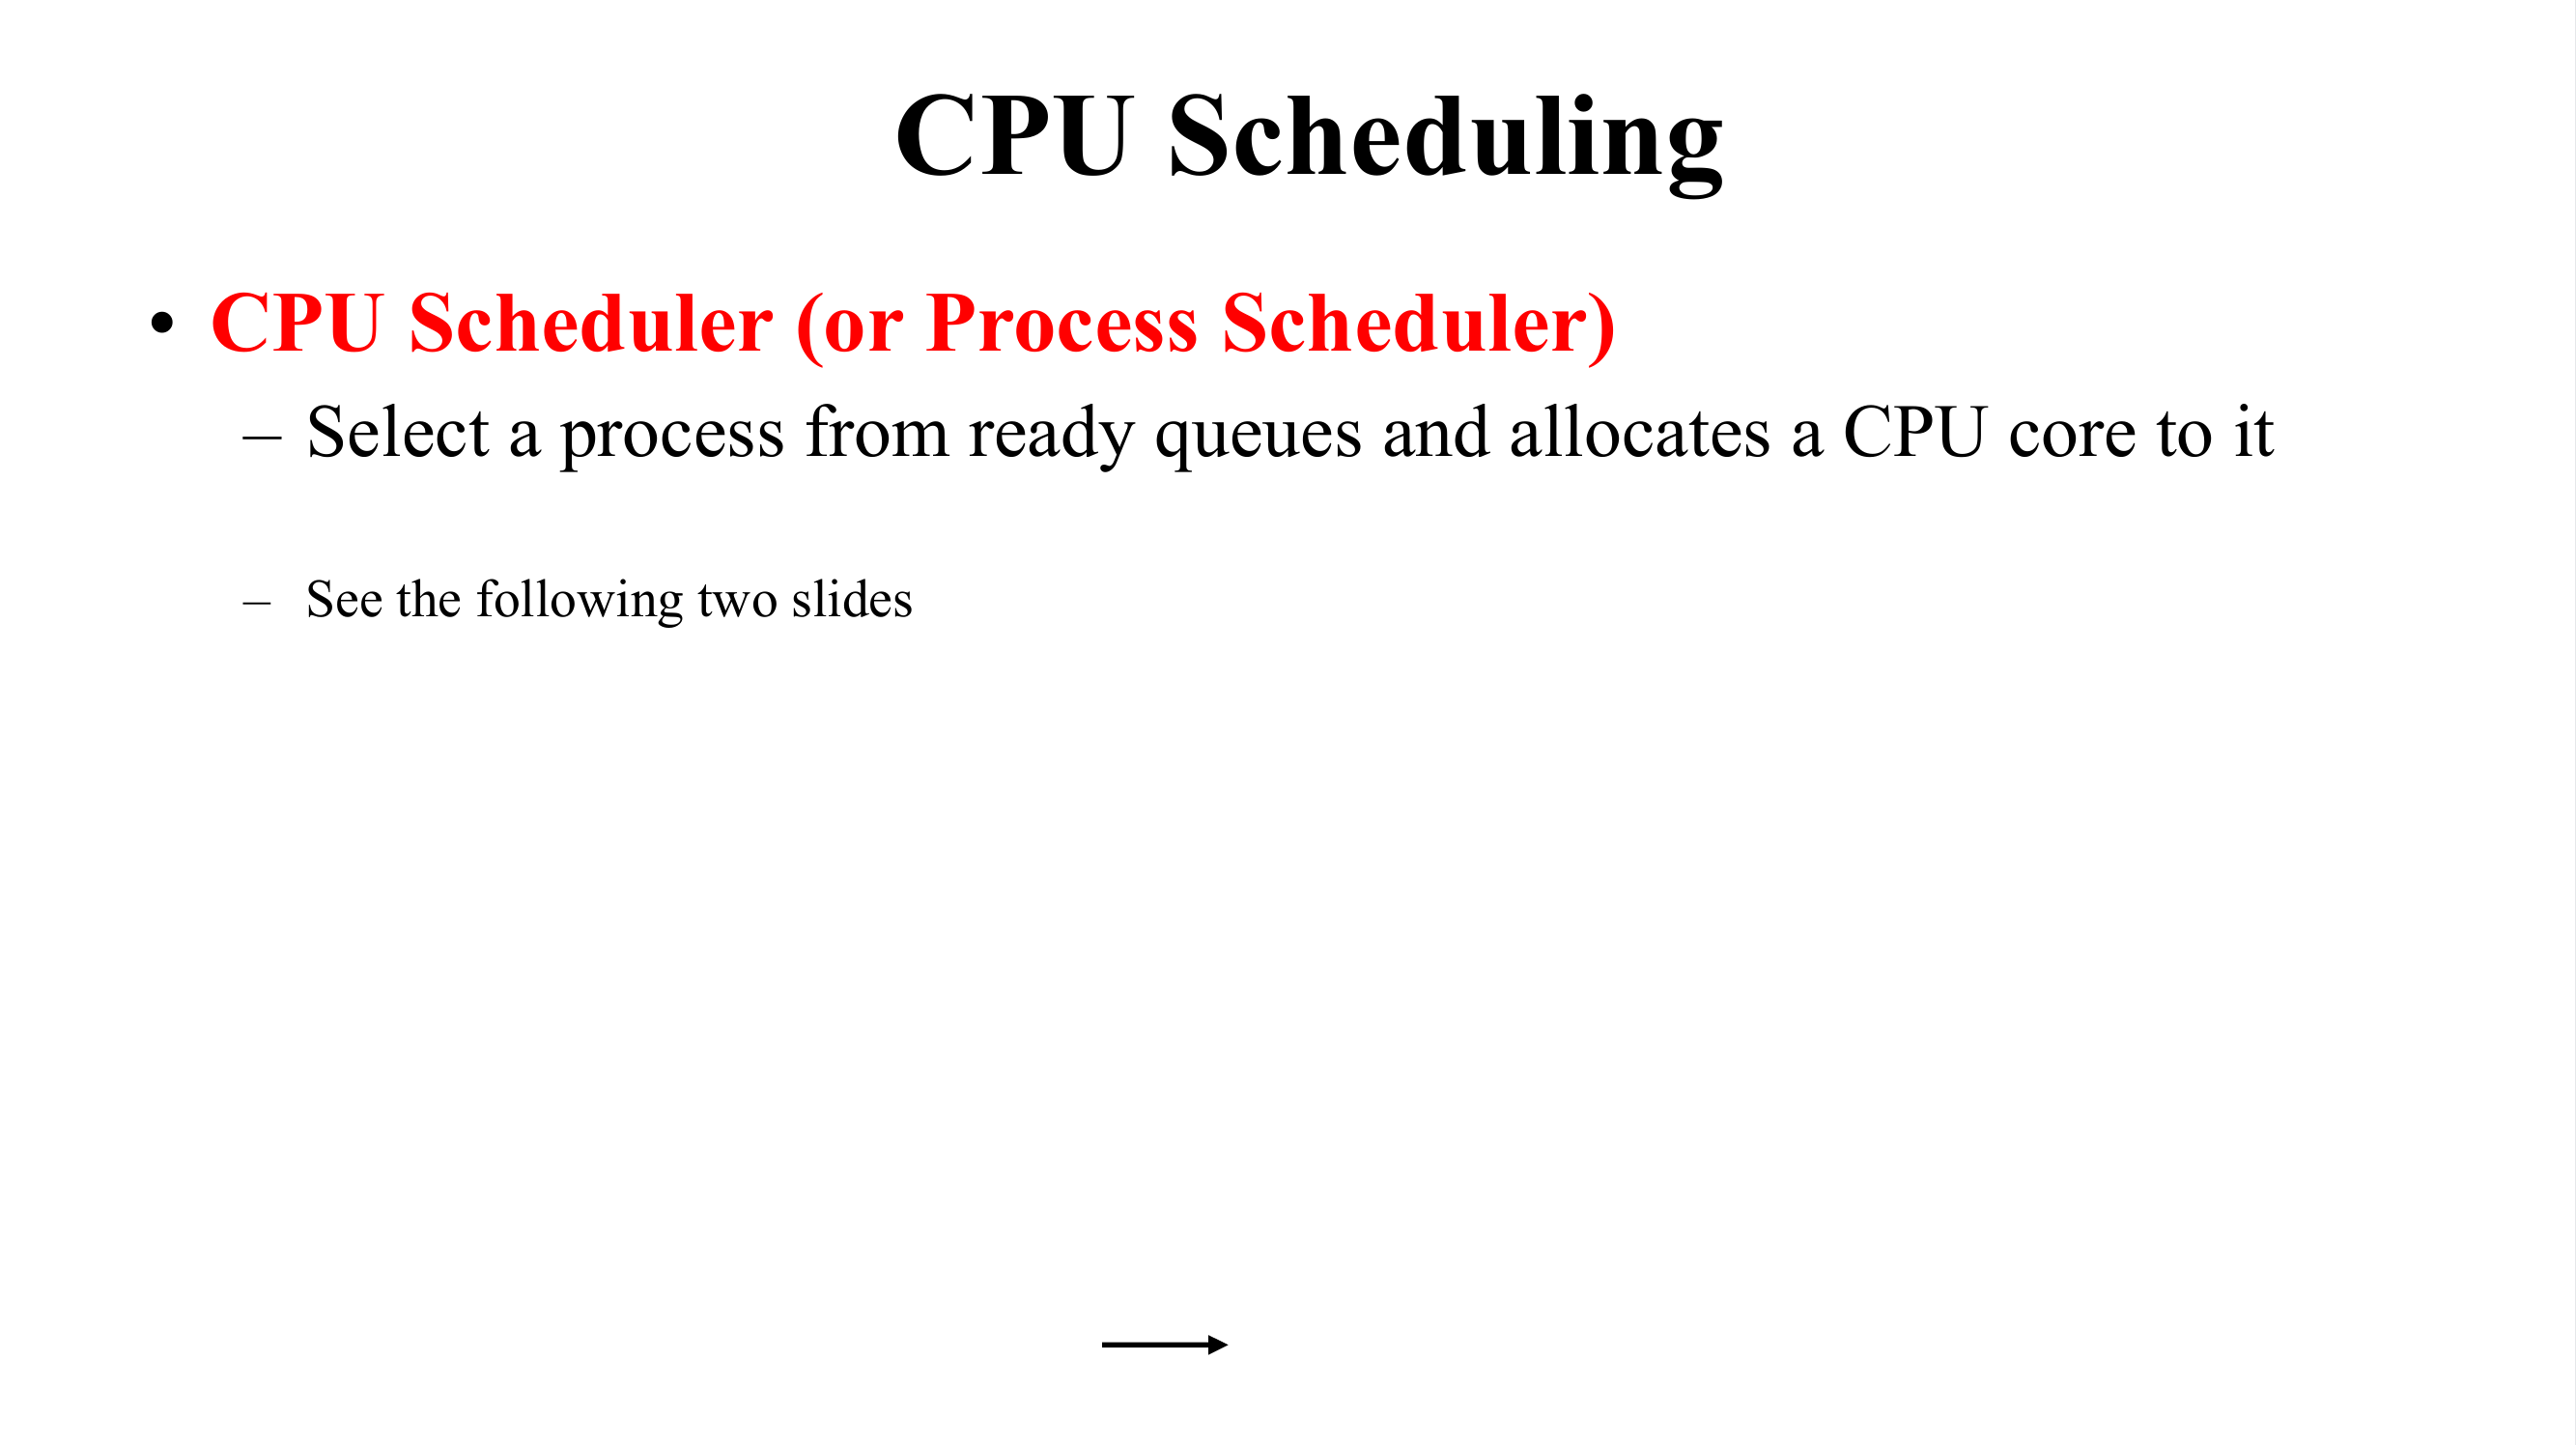 CPU Scheduling
• CPU Scheduler (or Process Scheduler)
– Select a process from ready queues and allocates a CPU core to it
– See the following two slides